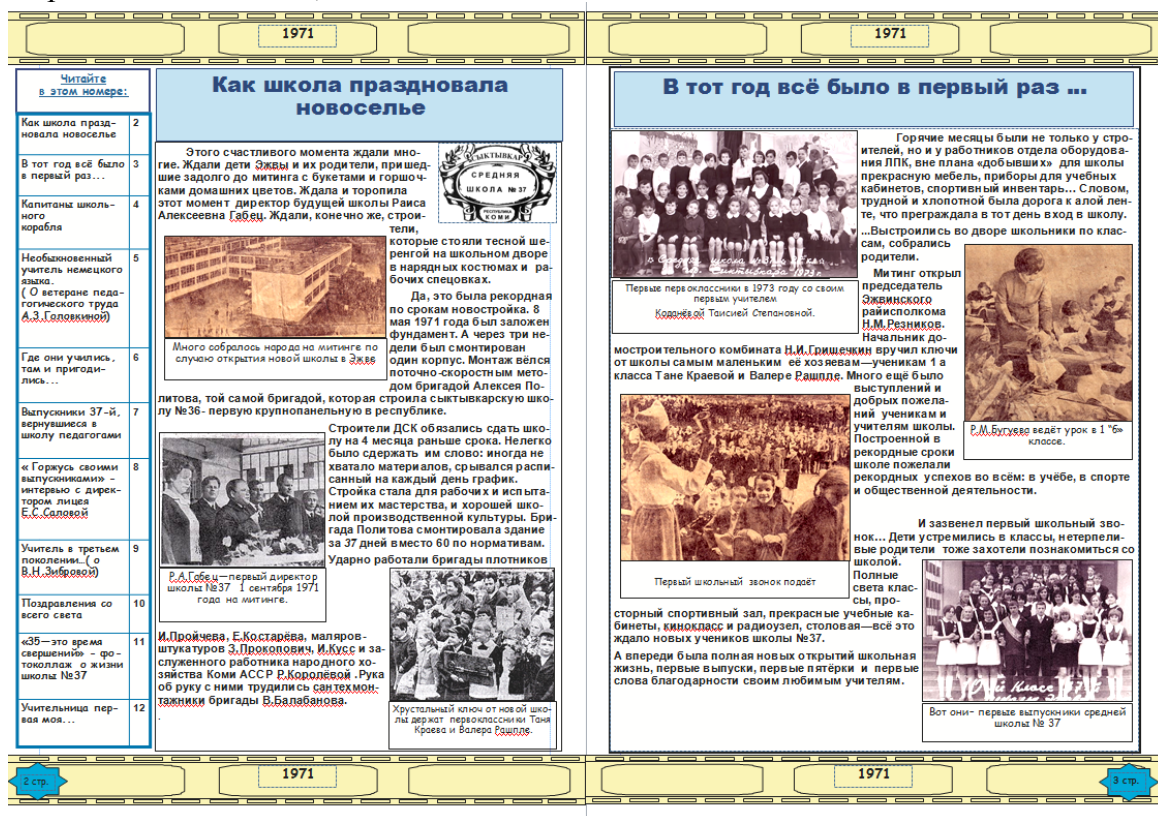 1971
1971
Читайте
в этом номере:
Как школа празд-
новала новоселье
2
В тот год всё было
в первый раз...
3
Капитаны школь-
ного
корабля
4
Необыкновенный
учитель немецкого
языка.
( О ветеране педа-
гогического труда
А.З.Головкиной)
5
Где они учились,
там и пригоди-
лись...
6
Выпускники 37-й,
вернувшиеся в
школу педагогами
7
« Горжусь своими
выпускниками» -
интервью с дирек-
тором лицея
Е.С.Саловой
8
Учитель в третьем
поколении...( о
В.Н.Зибровой)
9
Поздравления со
всего света
10
«35—это время
свершений» - фо-
токоллаж о жизни
школы №37
11
Учительница пер-
вая моя...
12
Как школа праздновала
новоселье
Этого счастливого момента ждали мно-
гие. Ждали дети Эжвы и их родители, пришед-
шие задолго до митинга с букетами и горшоч-
ками домашних цветов. Ждала и торопила
этот момент директор будущей школы Раиса
Алексеевна Габец. Ждали, конечно же, строи-
тели,
которые стояли тесной ше-
ренгой на школьном дворе
в нарядных костюмах и ра-
бочих спецовках.
СЫКТЫВКАР
СРЕДНЯЯ
ШКОЛА № 37
РЕСПУБЛИКА
КОМИ
Много собралось народа на митинге по
случаю открытия новой школы в Эжве
Да, это была рекордная
по срокам новостройка. 8
мая 1971 года был заложен
фундамент. А через три не-
дели был смонтирован
один корпус. Монтаж вёлся
поточно-скоростным мето-
дом бригадой Алексея По-
литова, той самой бригадой, которая строила сыктывкарскую шко-
лу №36- первую крупнопанельную в республике.
Строители ДСК обязались сдать шко-
лу на 4 месяца раньше срока. Нелегко
было сдержать им слово: иногда не
хватало материалов, срывался распи-
санный на каждый день график.
Стройка стала для рабочих и испыта-
нием их мастерства, и хорошей шко-
лой производственной культуры. Бри-
гада Политова смонтировала здание
за 37 дней вместо 60 по нормативам.
Ударно работали бригады плотников
Р.А.Габец—первый директор
школы №37 1 сентября 1971
года на митинге.
И.Пройчева, Е.Костарёва, маляров-
штукатуров З.Прокопович, И.Кусс и за-
служенного работника народного хо-
зяйства Коми АССР Р.Королёвой .Рука
об руку с ними трудились сантехмон-
тажники бригады В.Балабанова.
.
Хрустальный ключ от новой шко-
лы держат первоклассники Таня
Краева и Валера Рашпле.
В тот год всё было в первый раз ...
Первые первоклассники в 1973 году со своим
первым учителем
Коданёвой Таисией Степановной.
Горячие месяцы были не только у стро-
ителей, но и у работников отдела оборудова-
ния ЛПК, вне плана «добывших» для школы
прекрасную мебель, приборы для учебных
кабинетов, спортивный инвентарь... Словом,
трудной и хлопотной была дорога к алой лен-
те, что преграждала в тот день вход в школу.
...Выстроились во дворе школьники по клас-
сам, собрались
родители.
Митинг открыл
председатель
Эжвинского
райисполкома
Н.М.Резников.
Начальник до-
мостроительного комбината Н.И.Гришечкин вручил ключи
от школы самым маленьким её хозяевам—ученикам 1 а
класса Тане Краевой и Валере Рашпле. Много ещё было
выступлений и
добрых пожела-
ний ученикам и
учителям школы.
Построенной в
рекордные сроки
школе пожелали
рекордных успехов во всём: в учёбе, в спорте
и общественной деятельности.
Р.М.Бугуева ведёт урок в 1 "б»
классе.
Первый школьный звонок подаёт
И зазвенел первый школьный зво-
нок... Дети устремились в классы, нетерпели-
вые родители тоже захотели познакомиться со
школой.
Полные
света клас-
сы, про-
сторный спортивный зал, прекрасные учебные ка-
бинеты, кинокласс и радиоузел, столовая—всё это
ждало новых учеников школы №37.
А впереди была полная новых открытий школьная
жизнь, первые выпуски, первые пятёрки и первые
слова благодарности своим любимым учителям.
Вот они- первые выпускники средней
школы № 37
2 стр.
1971
1971
3 стр.